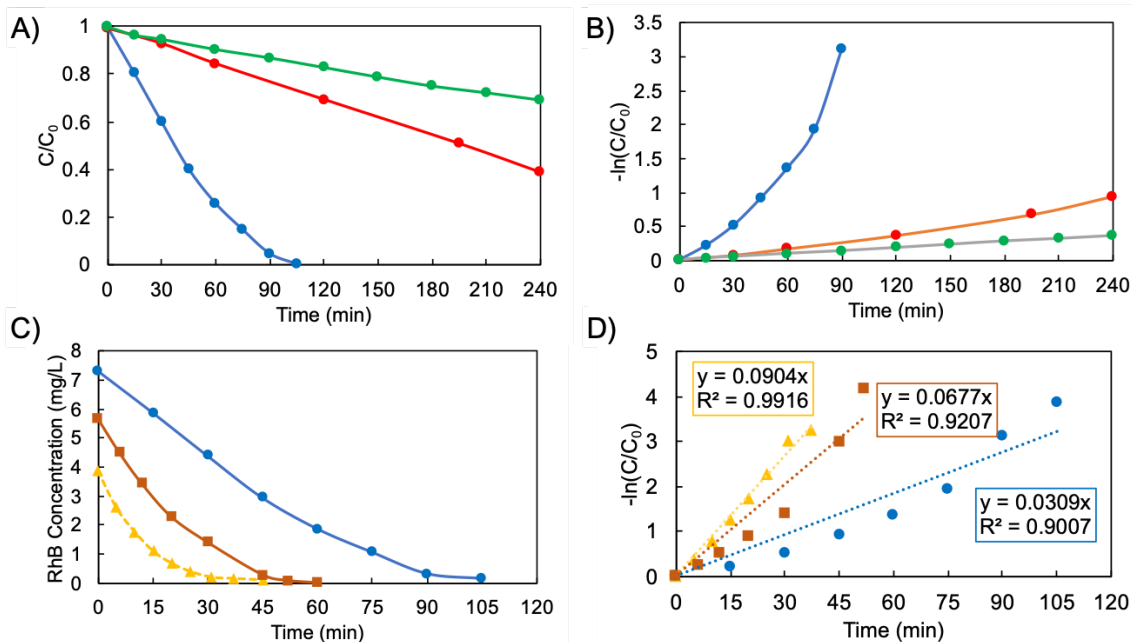 A)
C/C0
1
0.8
0.6
0.4
0.2
0
0 30 60 90 120 150 180 210 240
Time (min)
B)
-ln(C/C0)
3.5
3
2.5
2
1.5
1
0.5
0
0 30 60 90 120 150 180 210 240
Time (min)
C)
RhB Concentration (mg/L)
8
7
6
5
4
3
2
1
0
0 15 30 45 60 75 90 105 120
Time (min)
D)
-ln(C/C0)
5
4
3
2
1
0
y = 0.0904x
R² = 0.9916
y = 0.0677x
R² = 0.9207
y = 0.0309x
R² = 0.9007
0 15 30 45 60 75 90 105 120
Time (min)